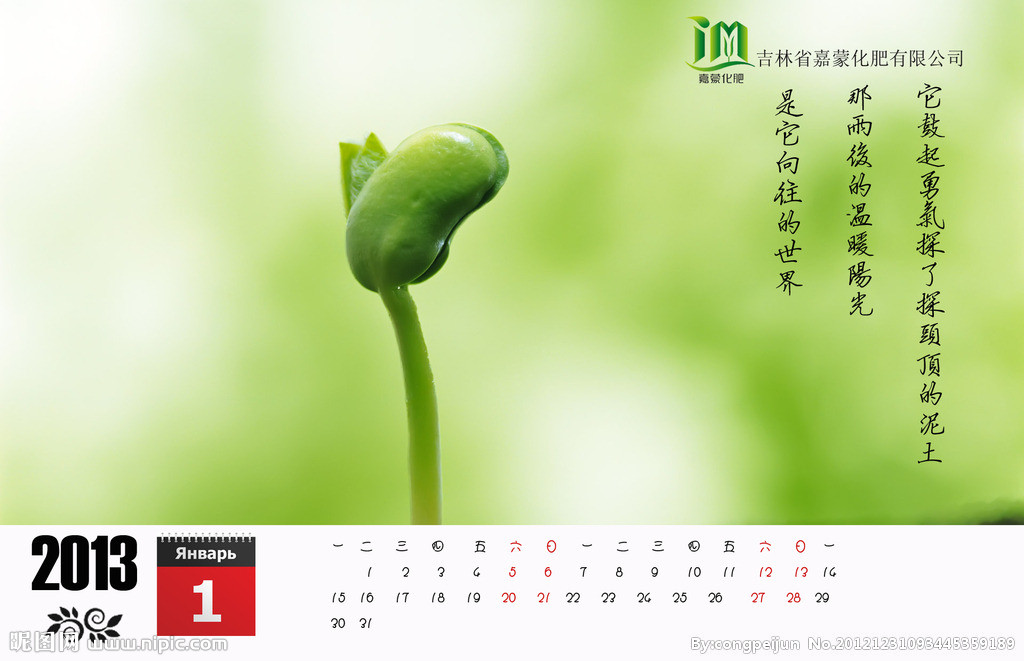 嘉蒙化肥
吉林省嘉蒙化肥有限公司
它鼓起勇氣探了探頭頂的泥土
那雨後的温暖陽光
是它向往的世界
2013
Январь
1
一 二 三 四 五 六 日 一 二 三 四 五 六 日 一
1 2 3 4 5 6 7 8 9 10 11 12 13 14
15 16 17 18 19 20 21 22 23 24 25 26 27 28 29
30 31
昵图网 www.nipic.com
By:congpeijun No.20121231093445359189